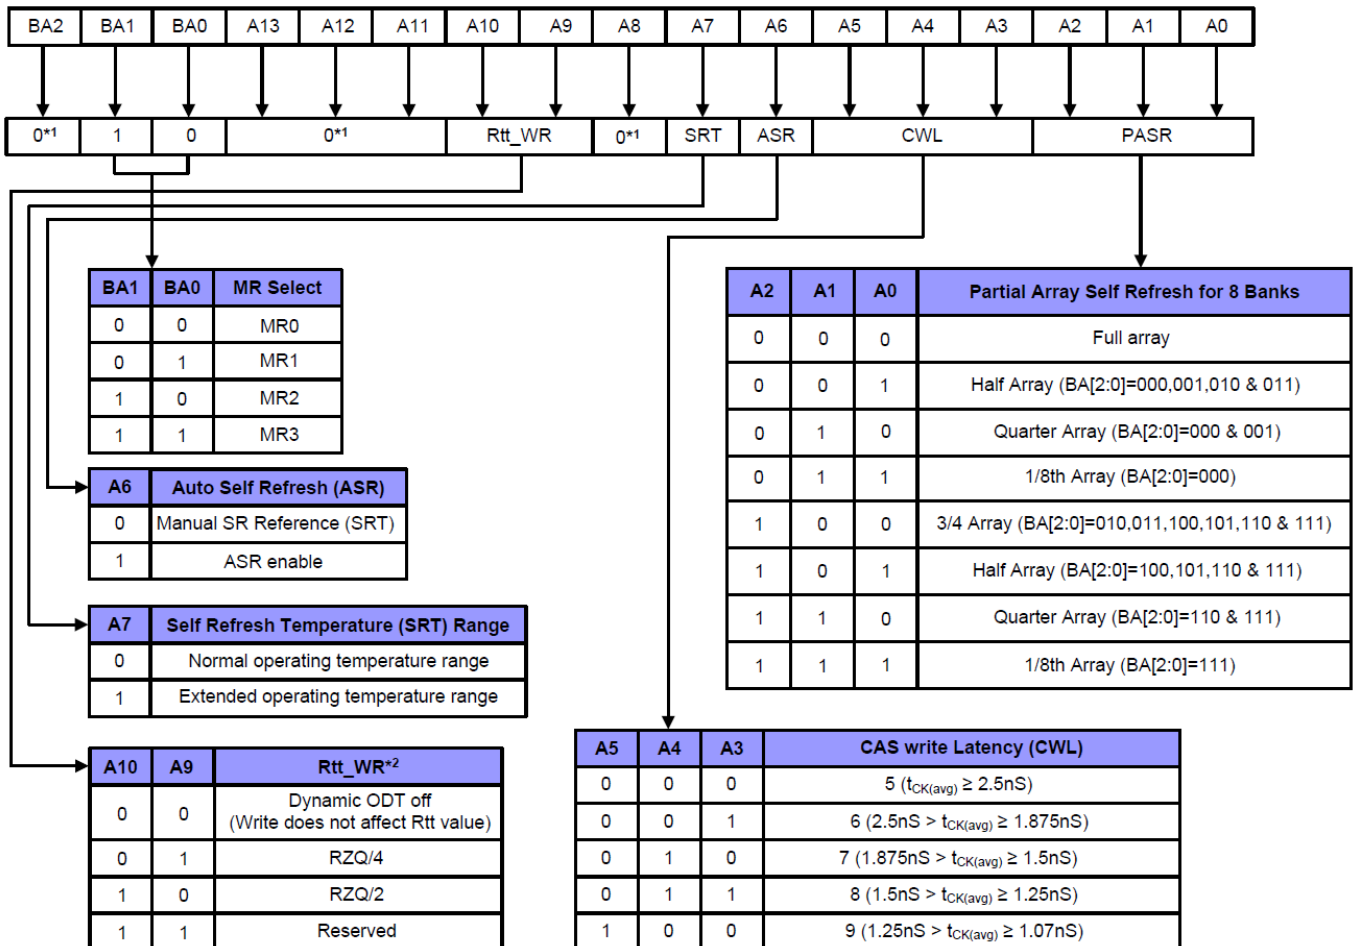 BA2 BA1 BA0 A13 A12 A11 A10 A9 A8 A7 A6 A5 A4 A3 A2 A1 A0
0*1 1 0 0*1 Rtt_WR 0*1 SRT ASR CWL PASR
BA1 BA0 MR Select
0 0 MR0
0 1 MR1
1 0 MR2
1 1 MR3
A6 Auto Self Refresh (ASR)
0 Manual SR Reference (SRT)
1 ASR enable
A7 Self Refresh Temperature (SRT) Range
0 Normal operating temperature range
1 Extended operating temperature range
A10 A9 Rtt_WR*2
0 0 Dynamic ODT off
(Write does not affect Rtt value)
0 1 RZQ/4
1 0 RZQ/2
1 1 Reserved
A2 A1 A0 Partial Array Self Refresh for 8 Banks
0 0 0 Full array
0 0 1 Half Array (BA[2:0]=000,001,010 & 011)
0 1 0 Quarter Array (BA[2:0]=000 & 001)
0 1 1 1/8th Array (BA[2:0]=000)
1 0 0 3/4 Array (BA[2:0]=010,011,100,101,110 & 111)
1 0 1 Half Array (BA[2:0]=100,101,110 & 111)
1 1 0 Quarter Array (BA[2:0]=110 & 111)
1 1 1 1/8th Array (BA[2:0]=111)
A5 A4 A3 CAS write Latency (CWL)
0 0 0 5 (tCK(avg) ≥ 2.5nS)
0 0 1 6 (2.5nS > tCK(avg) ≥ 1.875nS)
0 1 0 7 (1.875nS > tCK(avg) ≥ 1.5nS)
0 1 1 8 (1.5nS > tCK(avg) ≥ 1.25nS)
1 0 0 9 (1.25nS > tCK(avg) ≥ 1.07nS)